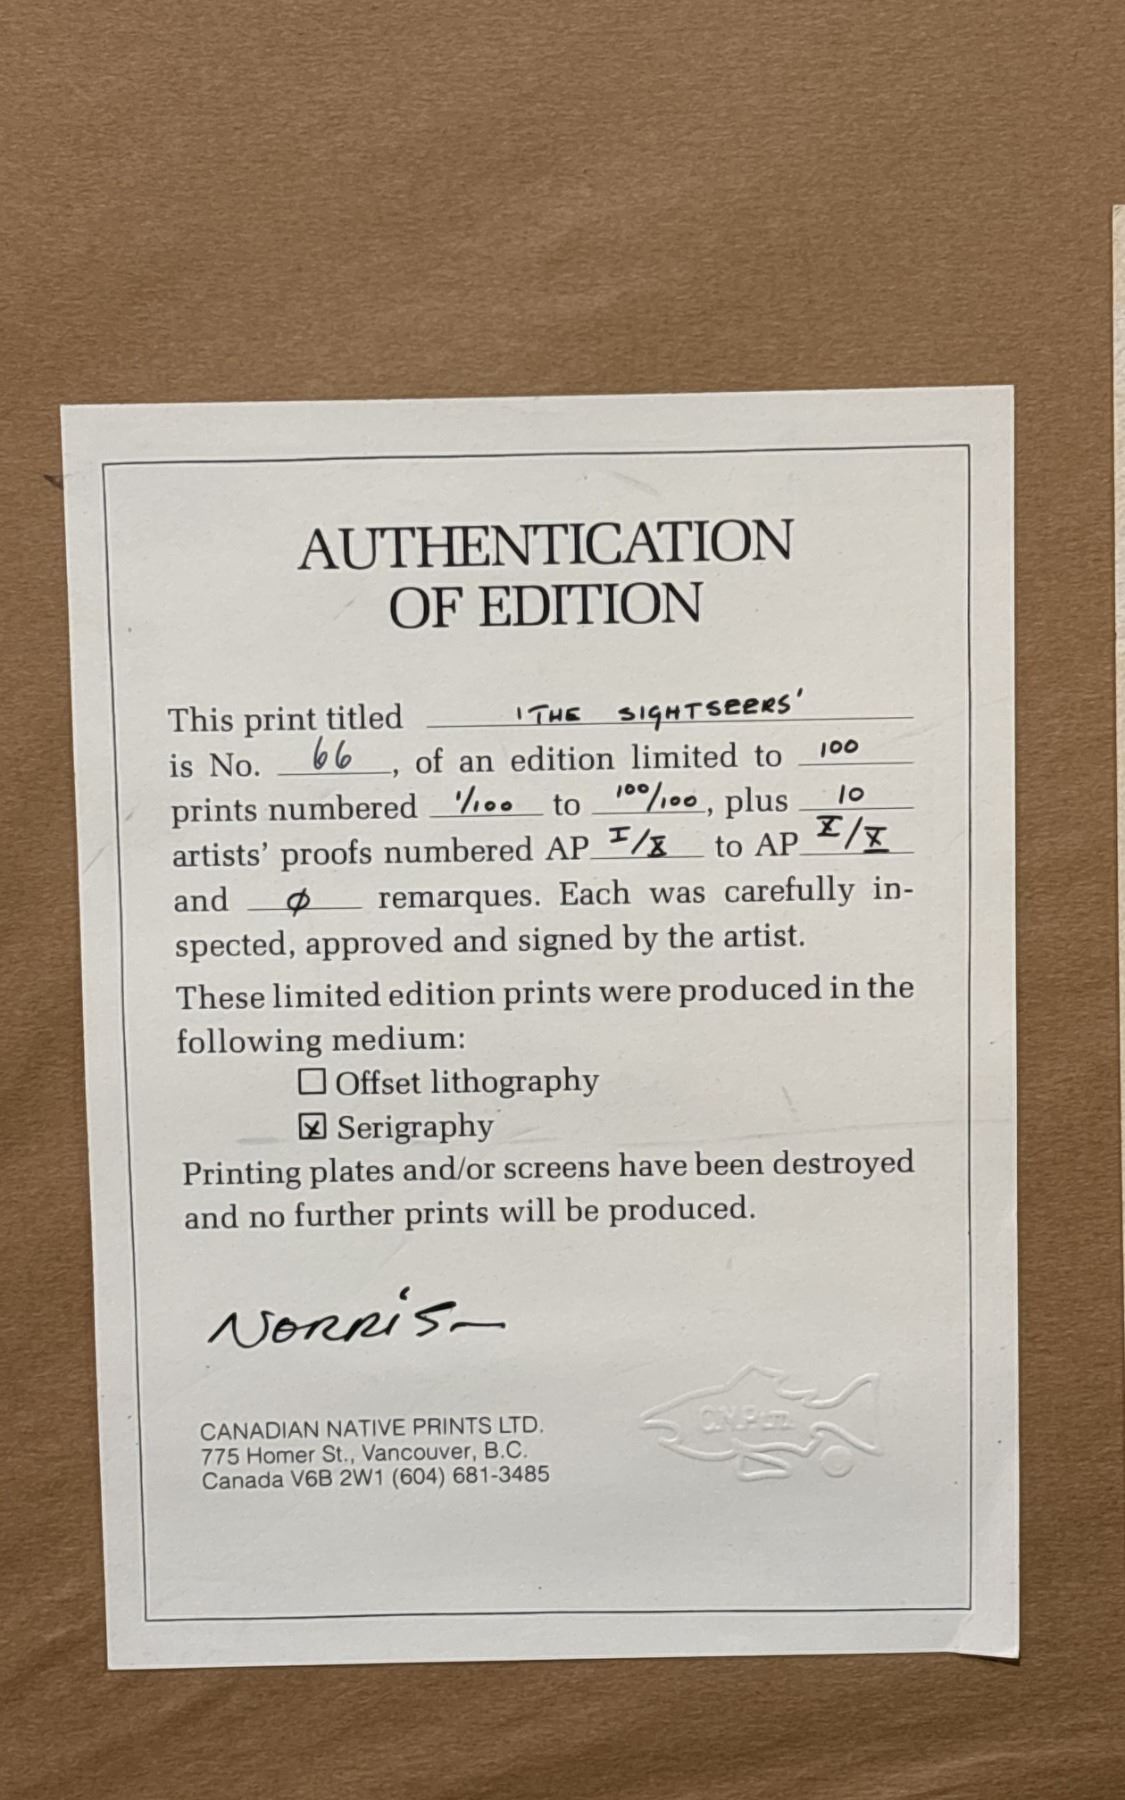 AUTHENTICATION
OF EDITION
This print titled 'THE SIGHTSEERS'
is No. 66, of an edition limited to 100
prints numbered 1/100 to 100/100, plus 10
artists' proofs numbered AP I/X to AP X/X
and ø remarques. Each was carefully in-
spected, approved and signed by the artist.
These limited edition prints were produced in the
following medium:
☐ Offset lithography
☒ Serigraphy
Printing plates and/or screens have been destroyed
and no further prints will be produced.
NORRIS
CANADIAN NATIVE PRINTS LTD.
775 Homer St., Vancouver, B.C.
Canada V6B 2W1 (604) 681-3485
C.N.P. LTD.